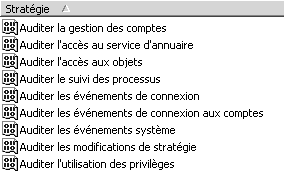 Stratégie
Auditer la gestion des comptes
Auditer l'accès au service d'annuaire
Auditer l'accès aux objets
Auditer le suivi des processus
Auditer les événements de connexion
Auditer les événements de connexion aux comptes
Auditer les événements système
Auditer les modifications de stratégie
Auditer l'utilisation des privilèges